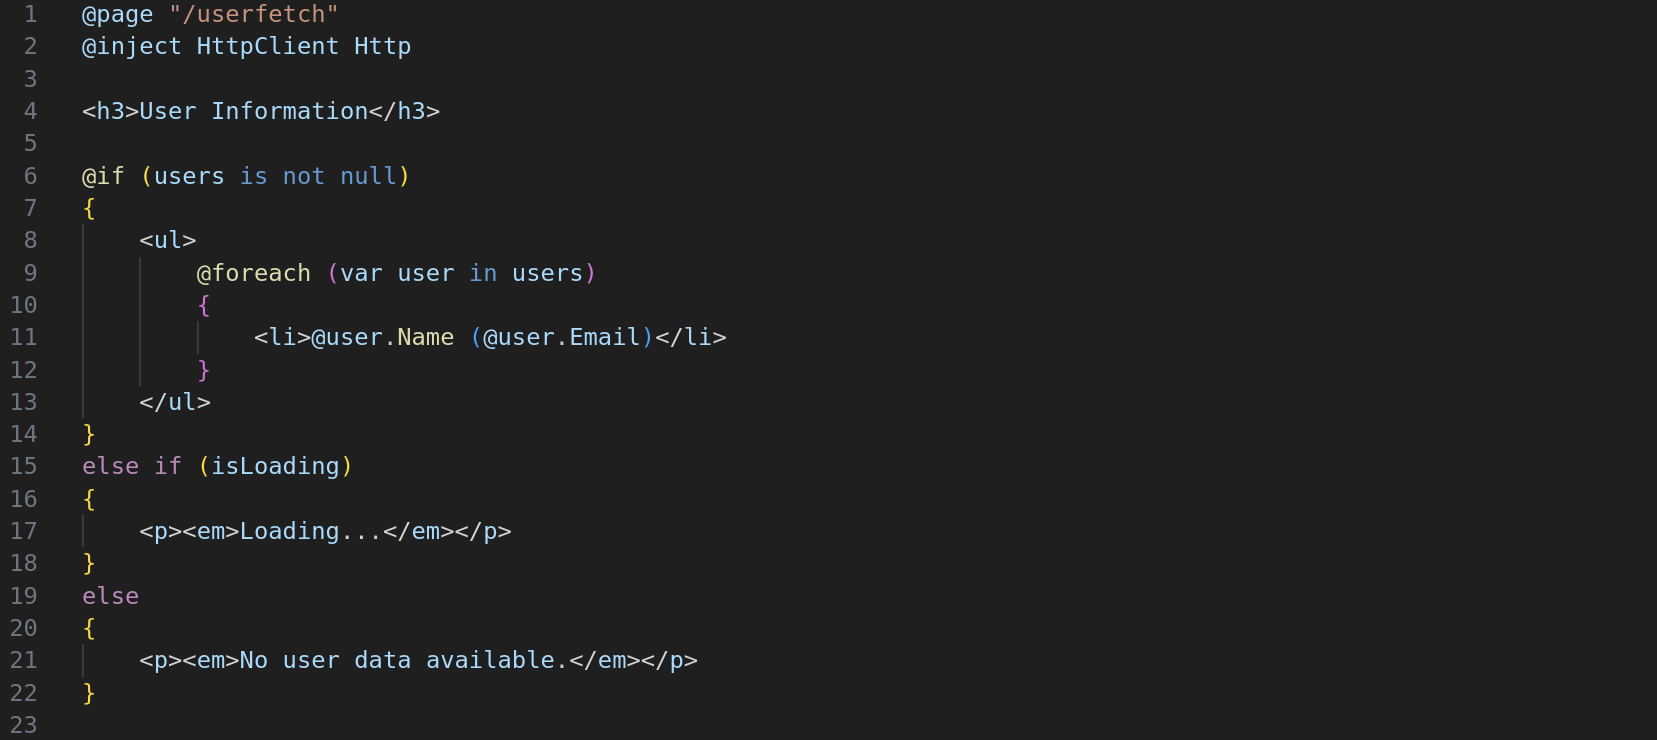 1 @page "/userfetch"
2 @inject HttpClient Http
3
4 <h3>User Information</h3>
5
6 @if (users is not null)
7 {
8     <ul>
9         @foreach (var user in users)
10         {
11             <li>@user.Name (@user.Email)</li>
12         }
13     </ul>
14 }
15 else if (isLoading)
16 {
17     <p><em>Loading...</em></p>
18 }
19 else
20 {
21     <p><em>No user data available.</em></p>
22 }
23